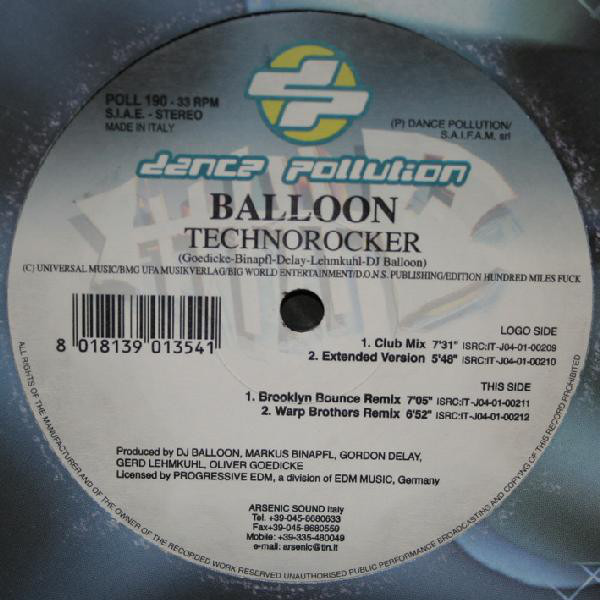 POLL 190 - 33 RPM
S.I.A.E. - STEREO
MADE IN ITALY
(P) DANCE POLLUTION/
S.A.I.F.A.M. srl
dance pollution
BALLOON
TECHNOROCKER
(Goedicke-Binapfl-Delay-Lehmkuhl-DJ Balloon)
(C) UNIVERSAL MUSIC/BMG UFA MUSIKVERLAG/BIG WORLD ENTERTAINMENT/D.O.N.S. PUBLISHING/EDITION HUNDRED MILES FUCK
8 018139 013541
LOGO SIDE
1. Club Mix 7'31" ISRC:IT-J04-01-00209
2. Extended Version 5'48" ISRC:IT-J04-01-00210
THIS SIDE
1. Brooklyn Bounce Remix 7'05" ISRC:IT-J04-01-00211
2. Warp Brothers Remix 6'52" ISRC:IT-J04-01-00212
Produced by DJ BALLOON, MARKUS BINAPFL, GORDON DELAY,
GERD LEHMKUHL, OLIVER GOEDICKE
Licensed by PROGRESSIVE EDM, a division of EDM MUSIC, Germany
ARSENIC SOUND Italy
Tel. +39-045-8680633
Fax+39-045-8680559
Mobile: +39-335-480049
e-mail: arsenic@tin.it
ALL RIGHTS OF THE MANUFACTURER AND OF THE OWNER OF THE RECORDED WORK RESERVED UNAUTHORISED PUBLIC PERFORMANCE BROADCASTING AND COPYING OF THIS RECORD PROHIBITED